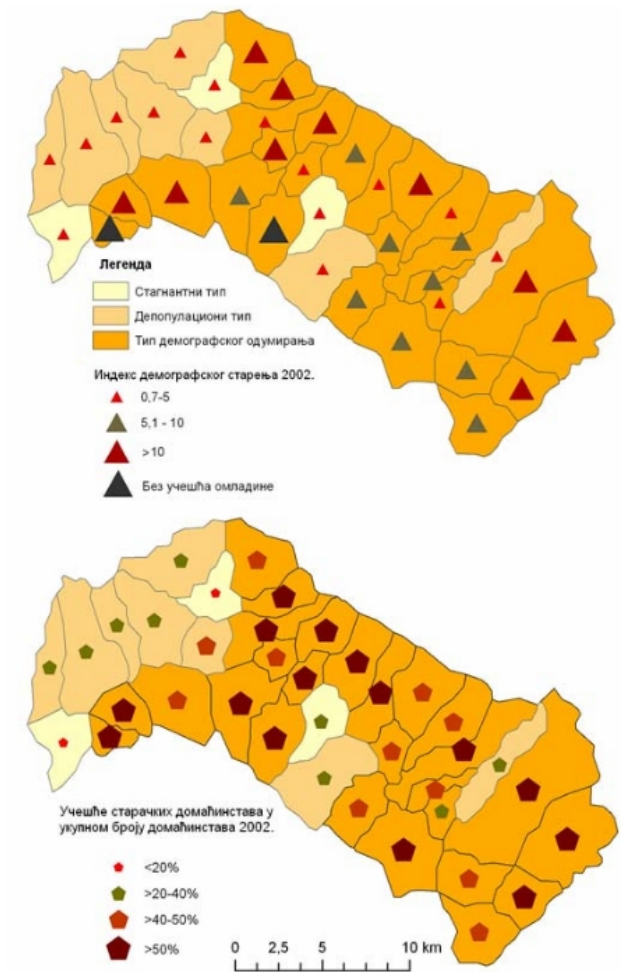 Легенда
Стагнантни тип
Депопулациони тип
Тип демографског одумирања
Индекс демографског старења 2002.
0,7-5
5,1 - 10
>10
Без учешћа омладине
Учешће старачких домаћинстава у
укупном броју домаћинстава 2002.
<20%
>20-40%
>40-50%
>50%
0 2,5 5 10 km